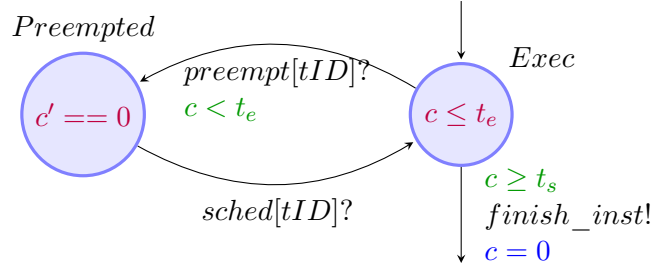 Preempted
Exec
preempt[tID]?
c < t_e
c' == 0
c ≤ t_e
sched[tID]?
c ≥ t_s
finish_inst!
c = 0